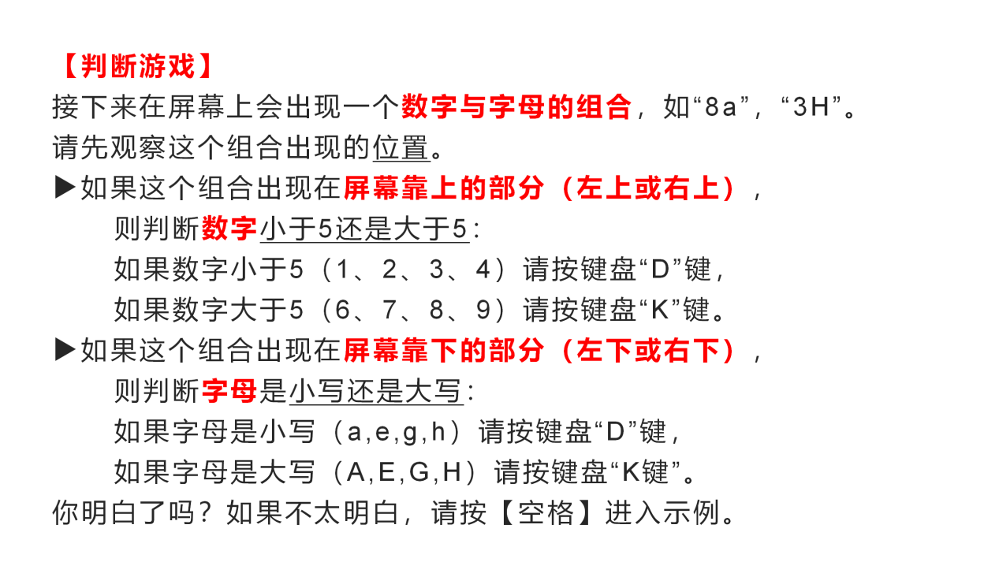 【判断游戏】
接下来在屏幕上会出现一个数字与字母的组合，如“8a”，“3H”。
请先观察这个组合出现的位置。
▶如果这个组合出现在屏幕靠上的部分（左上或右上），
则判断数字小于5还是大于5：
如果数字小于5（1、2、3、4）请按键盘“D”键，
如果数字大于5（6、7、8、9）请按键盘“K”键。
▶如果这个组合出现在屏幕靠下的部分（左下或右下），
则判断字母是小写还是大写：
如果字母是小写（a,e,g,h）请按键盘“D”键，
如果字母是大写（A,E,G,H）请按键盘“K键”。
你明白了吗？如果不太明白，请按【空格】进入示例。